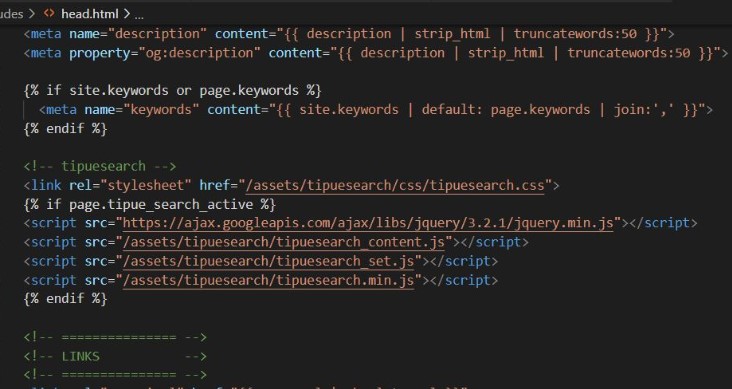 udes > <> head.html > ...
<meta name="description" content="{{ description | strip_html | truncatewords:50 }}">
<meta property="og:description" content="{{ description | strip_html | truncatewords:50 }}">
{% if site.keywords or page.keywords %}
<meta name="keywords" content="{{ site.keywords | default: page.keywords | join:',' }}">
{% endif %}
<!-- tipuesearch -->
<link rel="stylesheet" href="/assets/tipuesearch/css/tipuesearch.css">
{% if page.tipue_search_active %}
<script src="https://ajax.googleapis.com/ajax/libs/jquery/3.2.1/jquery.min.js"></script>
<script src="/assets/tipuesearch/tipuesearch_content.js"></script>
<script src="/assets/tipuesearch/tipuesearch_set.js"></script>
<script src="/assets/tipuesearch/tipuesearch.min.js"></script>
{% endif %}
<!-- =============== -->
<!-- LINKS           -->
<!-- =============== -->